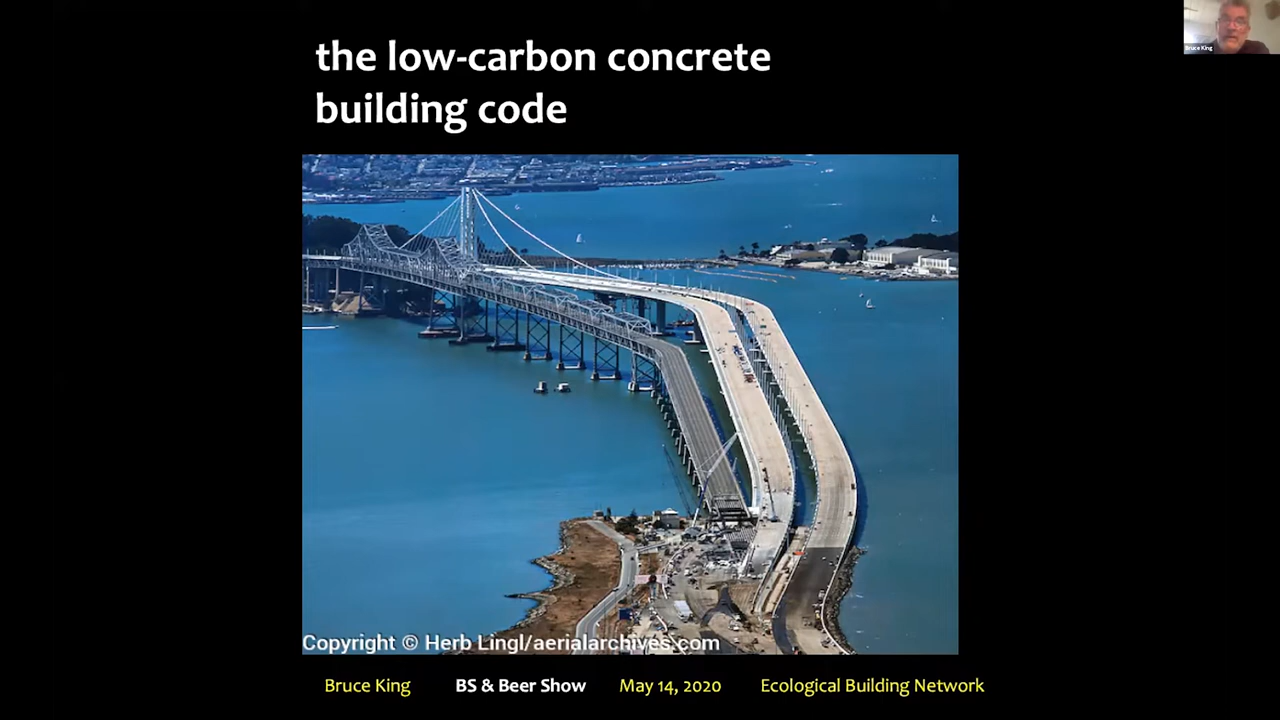 the low-carbon concrete
building code
Bruce King
Copyright © Herb Lingl/aerialarchives.com
Bruce King BS & Beer Show May 14, 2020 Ecological Building Network